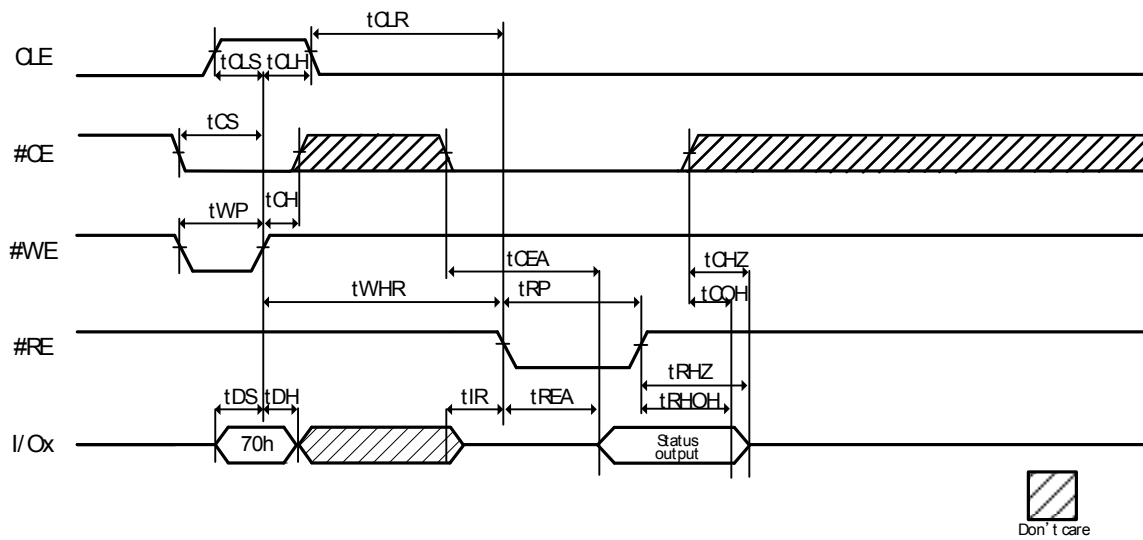 tCLR
CLE
tCLS tCLH
tCS
#CE
tCH
tWP
#WE
tCEA
tCHZ
tWHR
tRP
tCOH
#RE
tRHZ
tDS tDH
tIR
tREA
tRHOH
I/Ox
70h
Status
output
Don't care